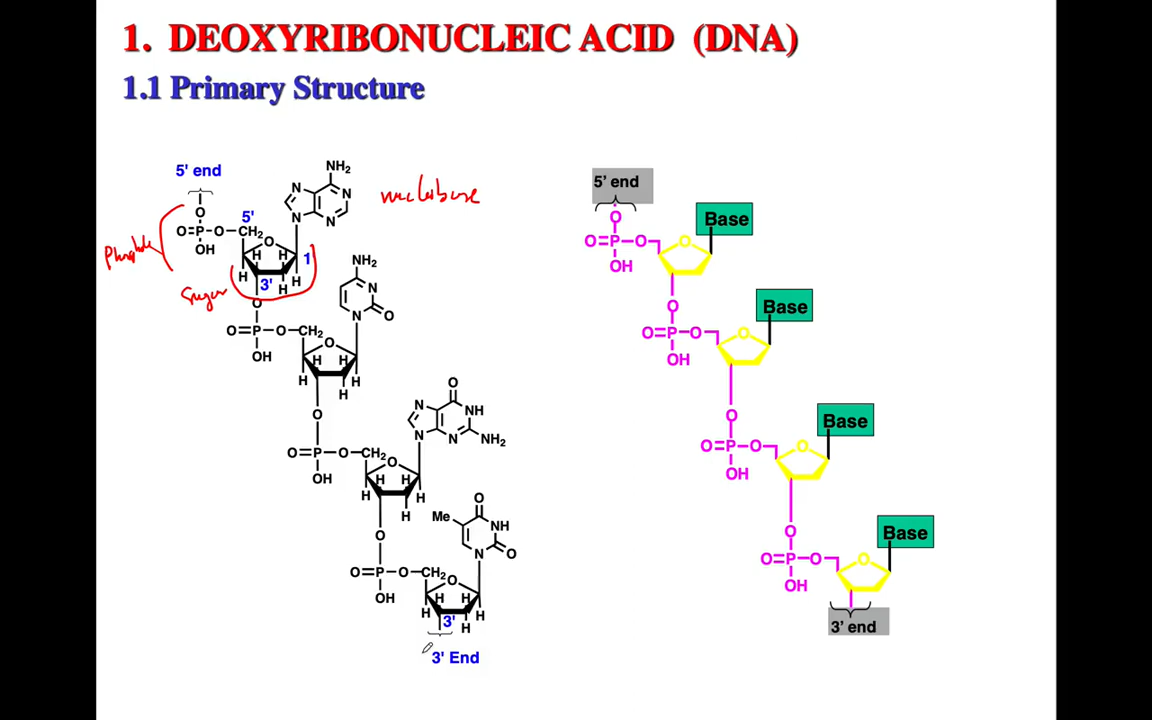 1. DEOXYRIBONUCLEIC ACID (DNA)
1.1 Primary Structure
5' end
NH₂
N
N
N
N
O
O=P-O-CH₂
OH
5'
O
H
H
H
H
H
1
3'
Sugar
nucleobase
NH₂
N
N
O
O
O=P-O-CH₂
OH
O
H
H
H
H
H
O
N
NH
N
N
NH₂
O
O=P-O-CH₂
OH
O
H
H
H
H
H
O
Me
NH
N
O
O
O=P-O-CH₂
OH
O
H
H
H
H
H
3'
3' End
5' end
O
O=P-O
OH
O
Base
O
O=P-O
OH
O
Base
O
O=P-O
OH
O
Base
O
O=P-O
OH
O
Base
3' end